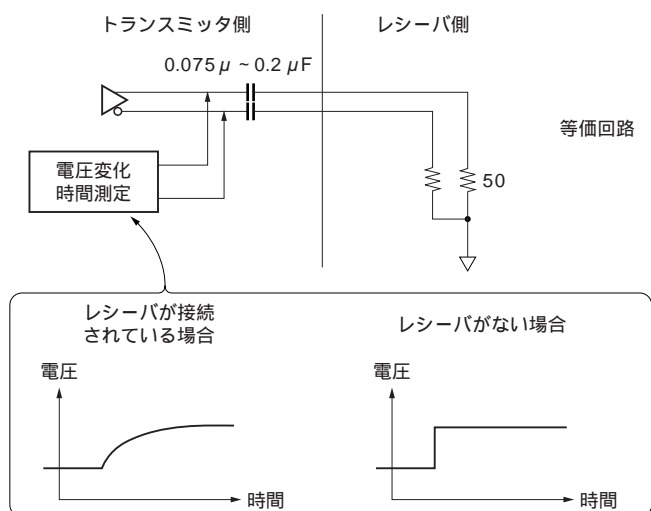 トランスミッタ側
レシーバ側
0.075μ ~ 0.2μF
等価回路
電圧変化
時間測定
50
レシーバが接続
されている場合
レシーバがない場合
電圧
電圧
時間
時間